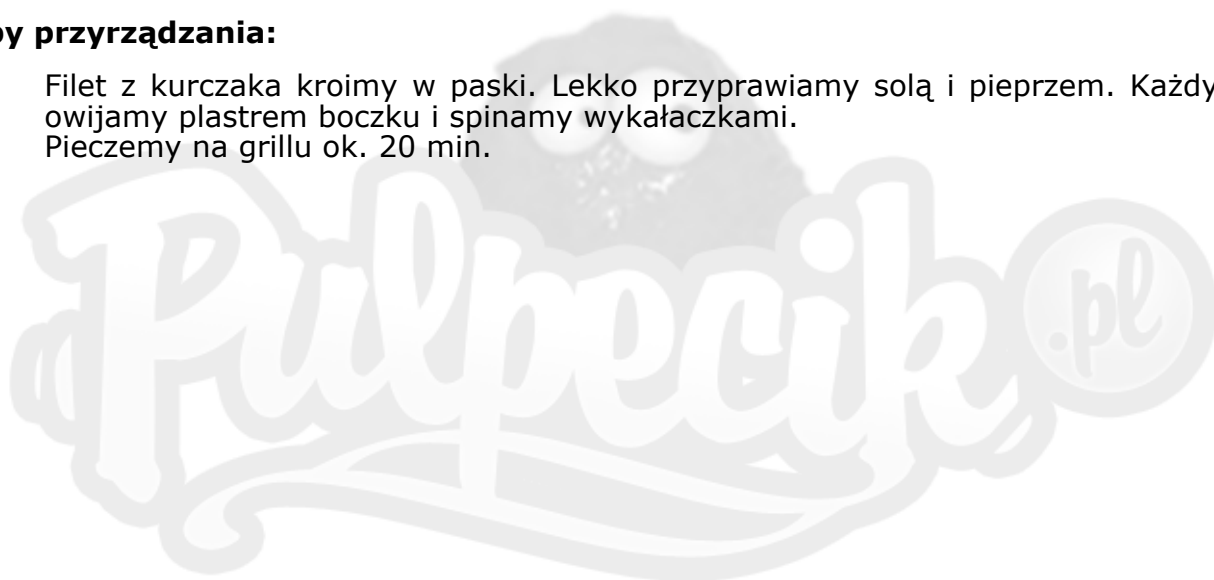 by przyrządzania:
Filet z kurczaka kroimy w paski. Lekko przyprawiamy solą i pieprzem. Każdy
owijamy plastrem boczku i spinamy wykałaczkami.
Pieczemy na grillu ok. 20 min.
Pulpecik.pl